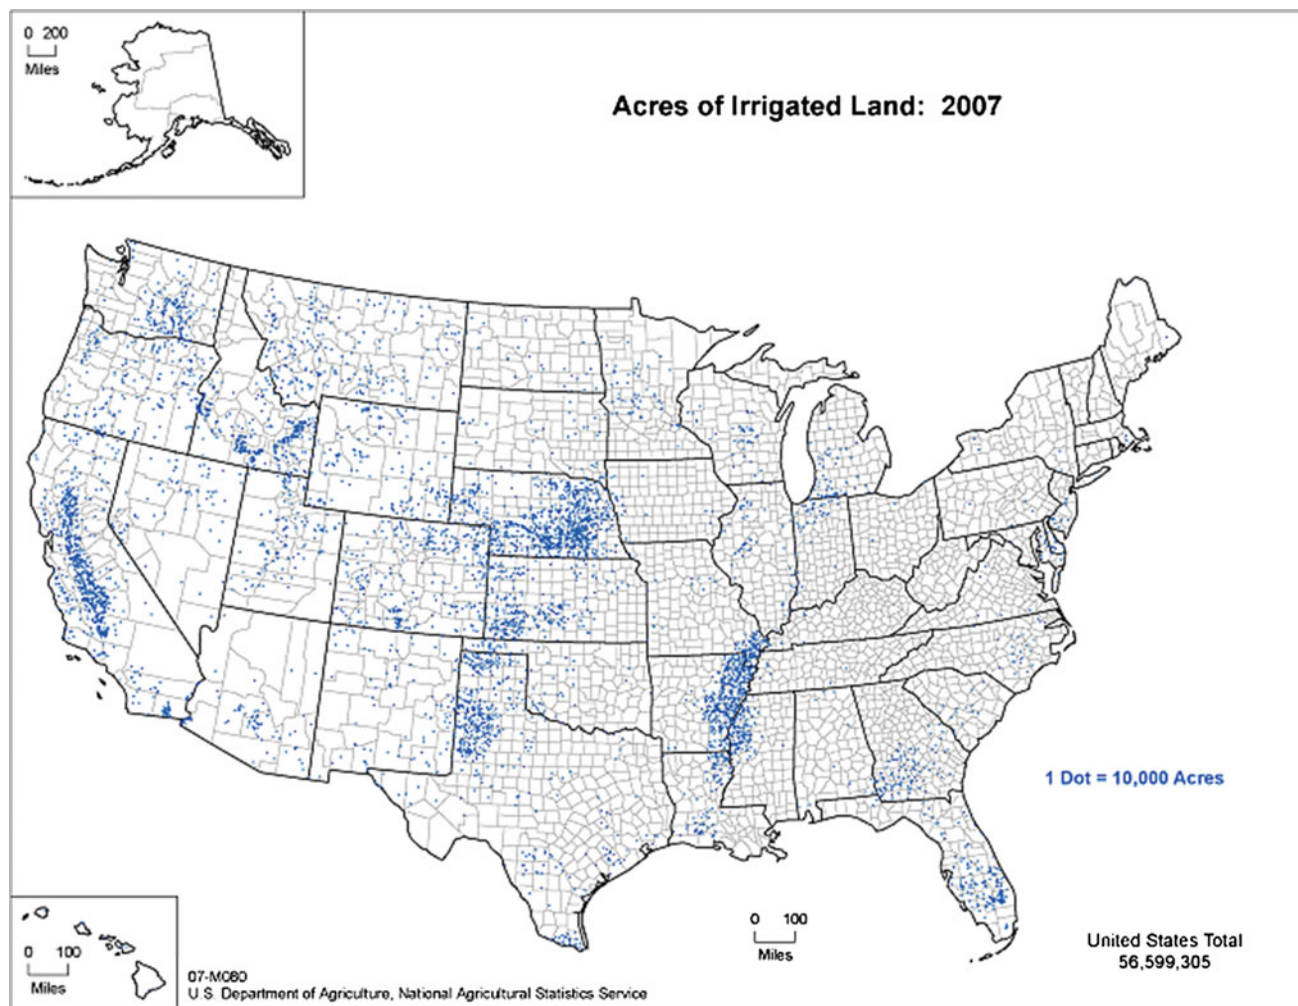 0 200
Miles
Acres of Irrigated Land: 2007
1 Dot = 10,000 Acres
0 100
Miles
0 100
Miles
United States Total
56,599,305
07-M080
U.S. Department of Agriculture, National Agricultural Statistics Service